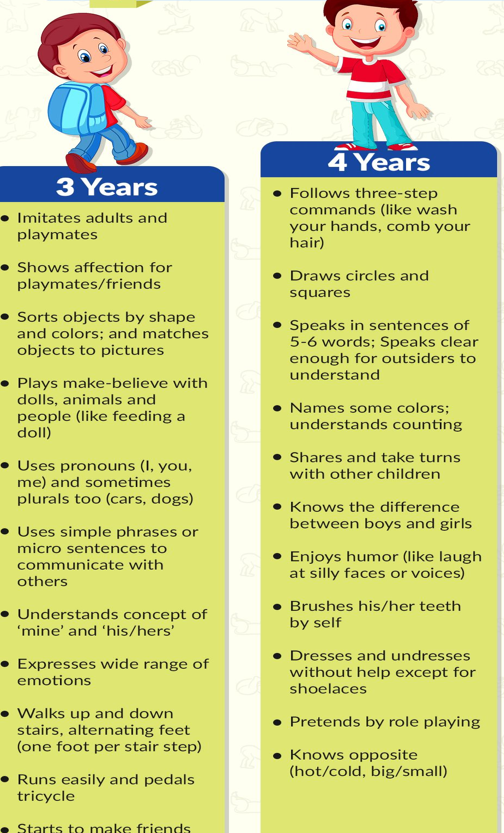 3 Years
• Imitates adults and
playmates
• Shows affection for
playmates/friends
• Sorts objects by shape
and colors; and matches
objects to pictures
• Plays make-believe with
dolls, animals and
people (like feeding a
doll)
• Uses pronouns (I, you,
me) and sometimes
plurals too (cars, dogs)
• Uses simple phrases or
micro sentences to
communicate with
others
• Understands concept of
‘mine’ and ‘his/hers’
• Expresses wide range of
emotions
• Walks up and down
stairs, alternating feet
(one foot per stair step)
• Runs easily and pedals
tricycle
• Starts to make friends
4 Years
• Follows three-step
commands (like wash
your hands, comb your
hair)
• Draws circles and
squares
• Speaks in sentences of
5-6 words; Speaks clear
enough for outsiders to
understand
• Names some colors;
understands counting
• Shares and take turns
with other children
• Knows the difference
between boys and girls
• Enjoys humor (like laugh
at silly faces or voices)
• Brushes his/her teeth
by self
• Dresses and undresses
without help except for
shoelaces
• Pretends by role playing
• Knows opposite
(hot/cold, big/small)